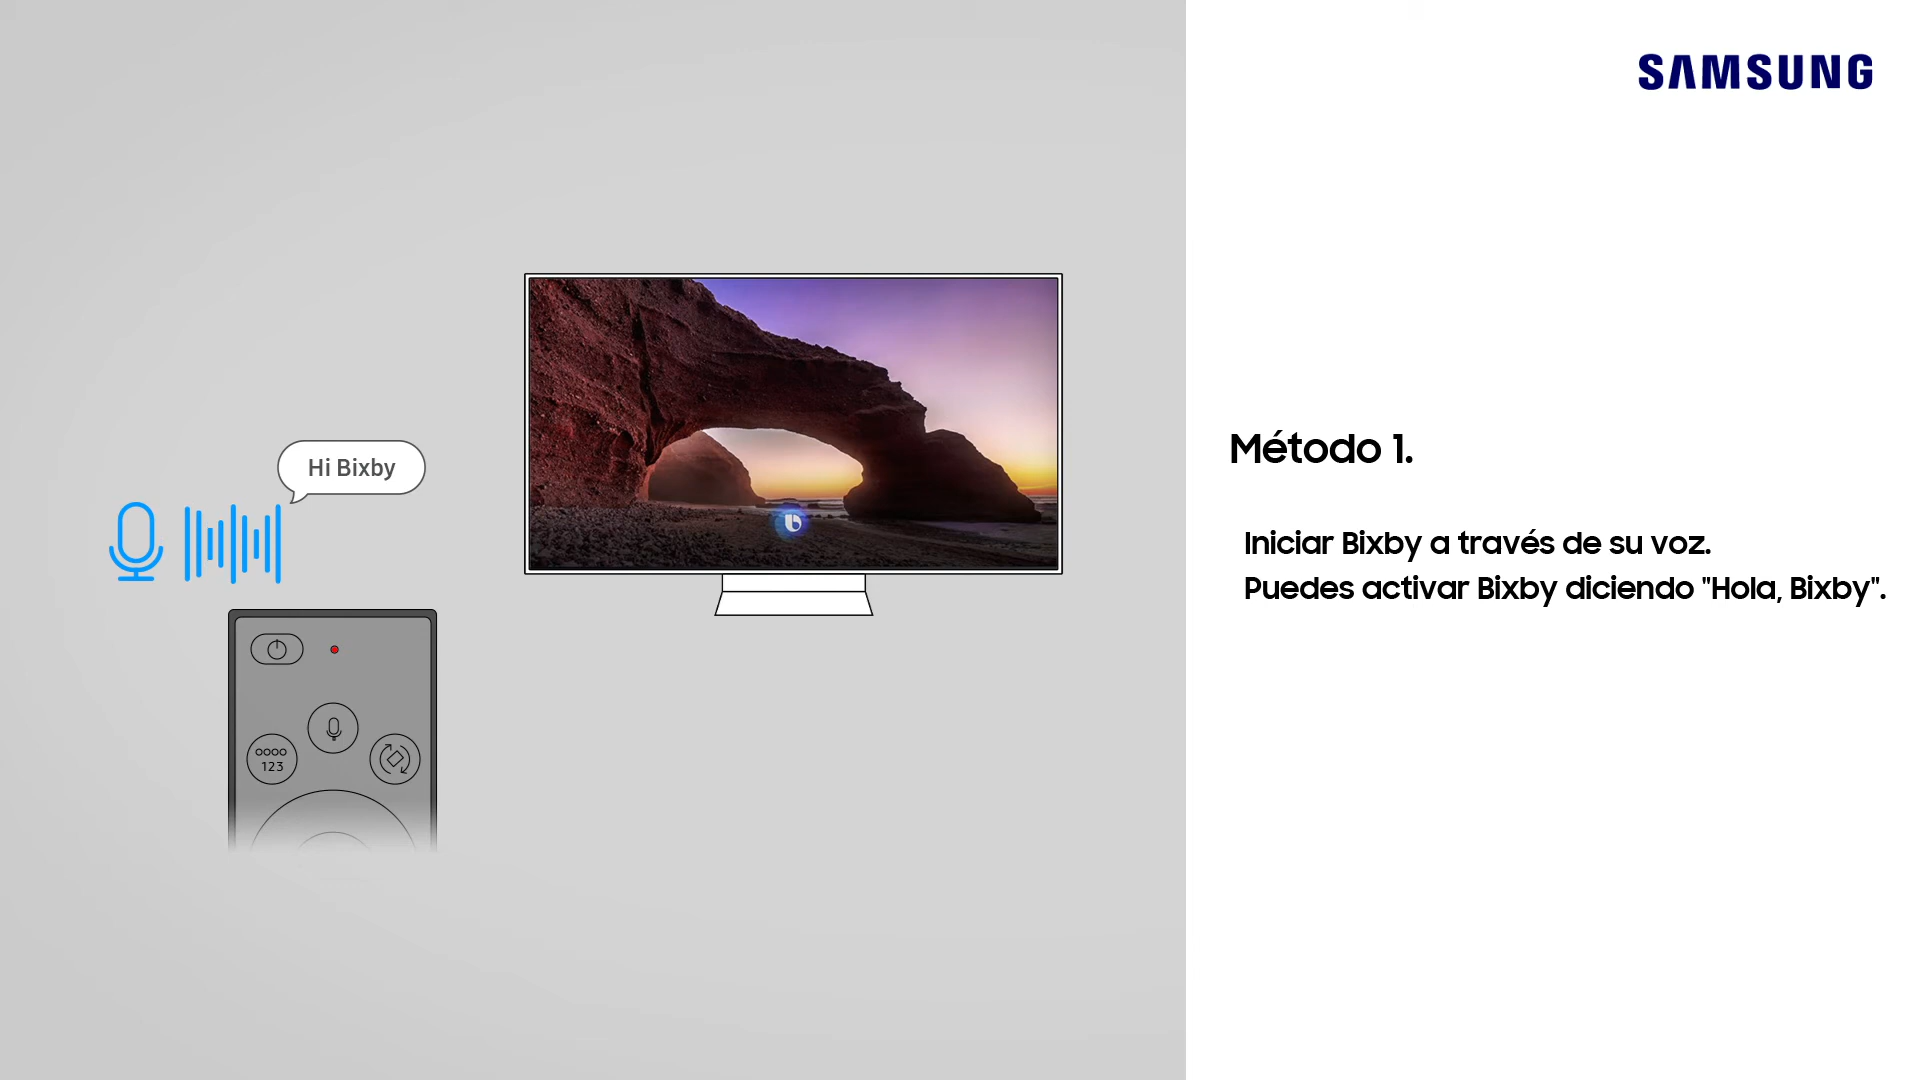 SAMSUNG
Hi Bixby
123
Método 1.
Iniciar Bixby a través de su voz.
Puedes activar Bixby diciendo "Hola, Bixby".